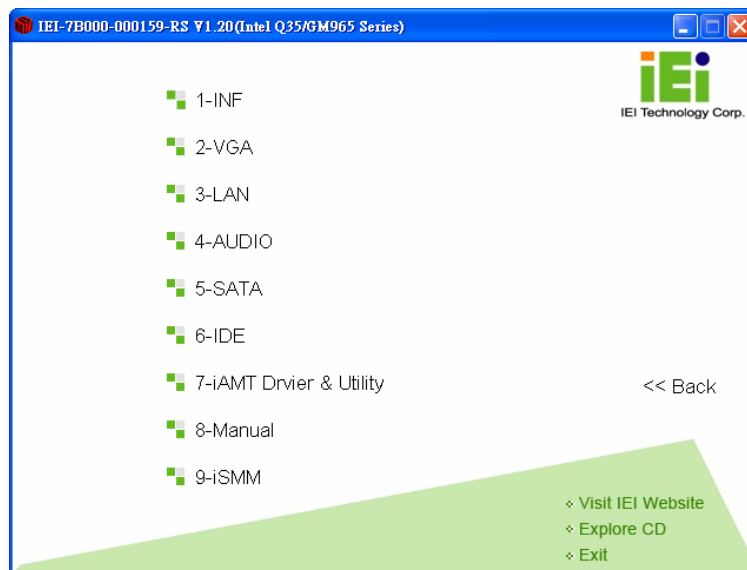 IEI-7B000-000159-RS V1.20(Intel Q35/GM965 Series)
iEi
IEI Technology Corp.
1-INF
2-VGA
3-LAN
4-AUDIO
5-SATA
6-IDE
7-iAMT Drvier & Utility
<< Back
8-Manual
9-iSMM
Visit IEI Website
Explore CD
Exit